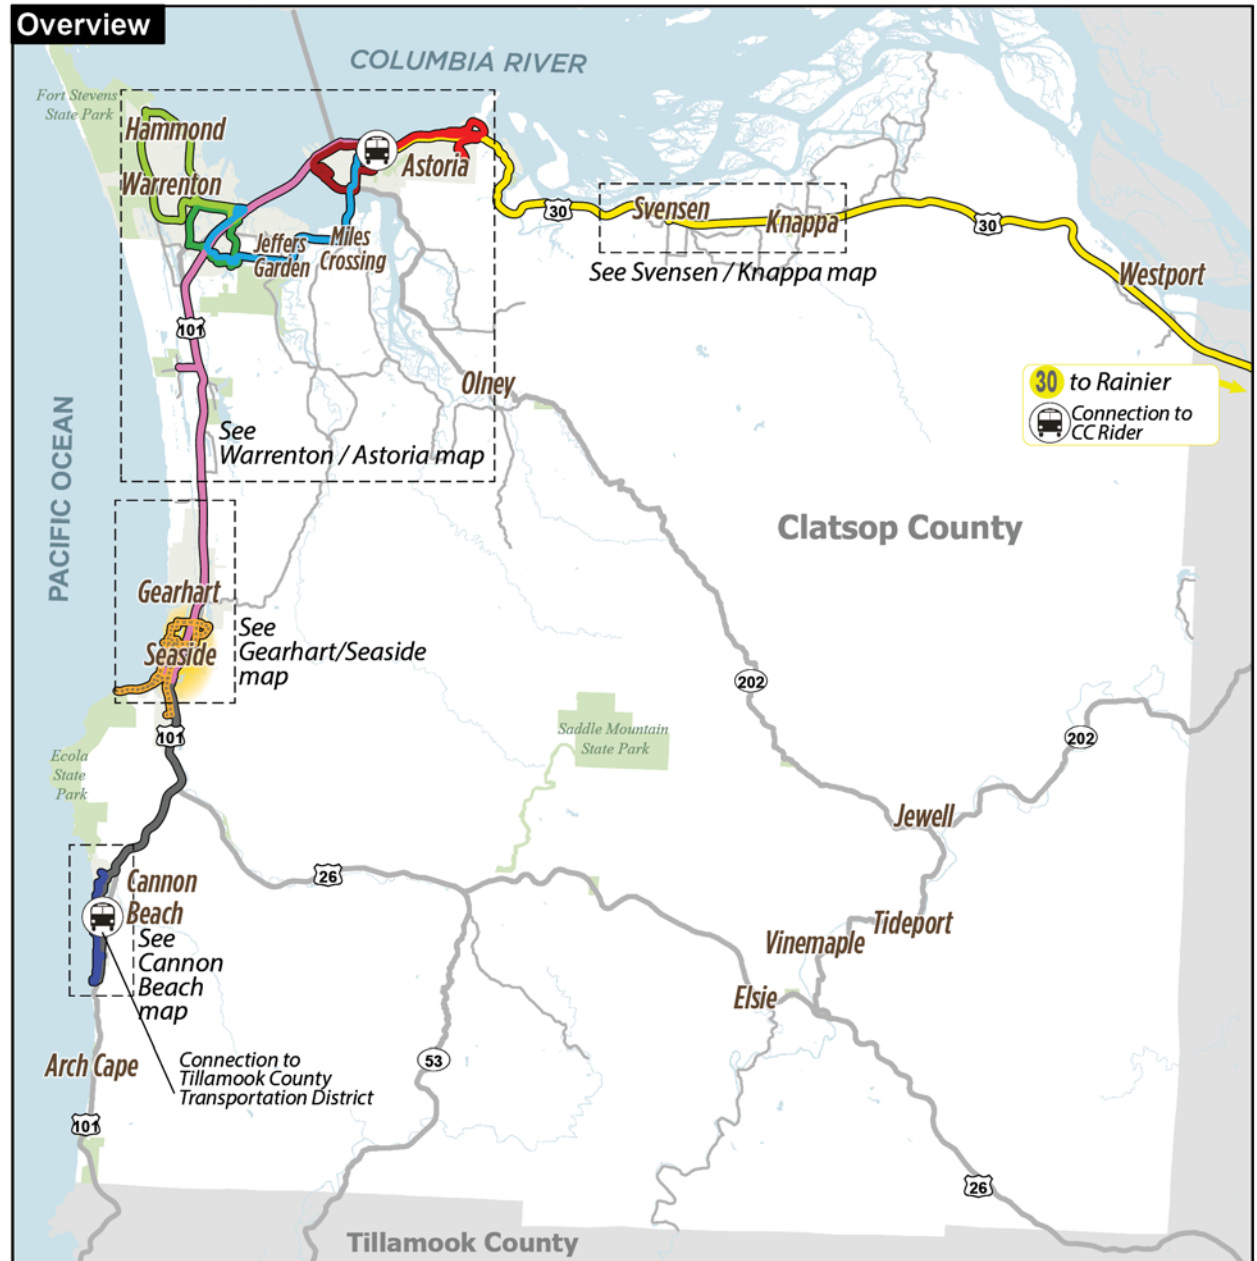 Overview
COLUMBIA RIVER
Fort Stevens
State Park
Hammond
Warrenton
Astoria
Jeffers
Garden
Miles
Crossing
30
Svensen
Knappa
30
See Svensen / Knappa map
Westport
101
30 to Rainier
Connection to
CC Rider
Olney
See
Warrenton / Astoria map
PACIFIC OCEAN
Clatsop County
Gearhart
Seaside
See
Gearhart/Seaside
map
202
101
Saddle Mountain
State Park
202
Ecola
State
Park
Jewell
26
Cannon
Beach
See
Cannon
Beach
map
Tideport
Vinemaple
Elsie
Arch Cape
Connection to
Tillamook County
Transportation District
53
101
26
Tillamook County